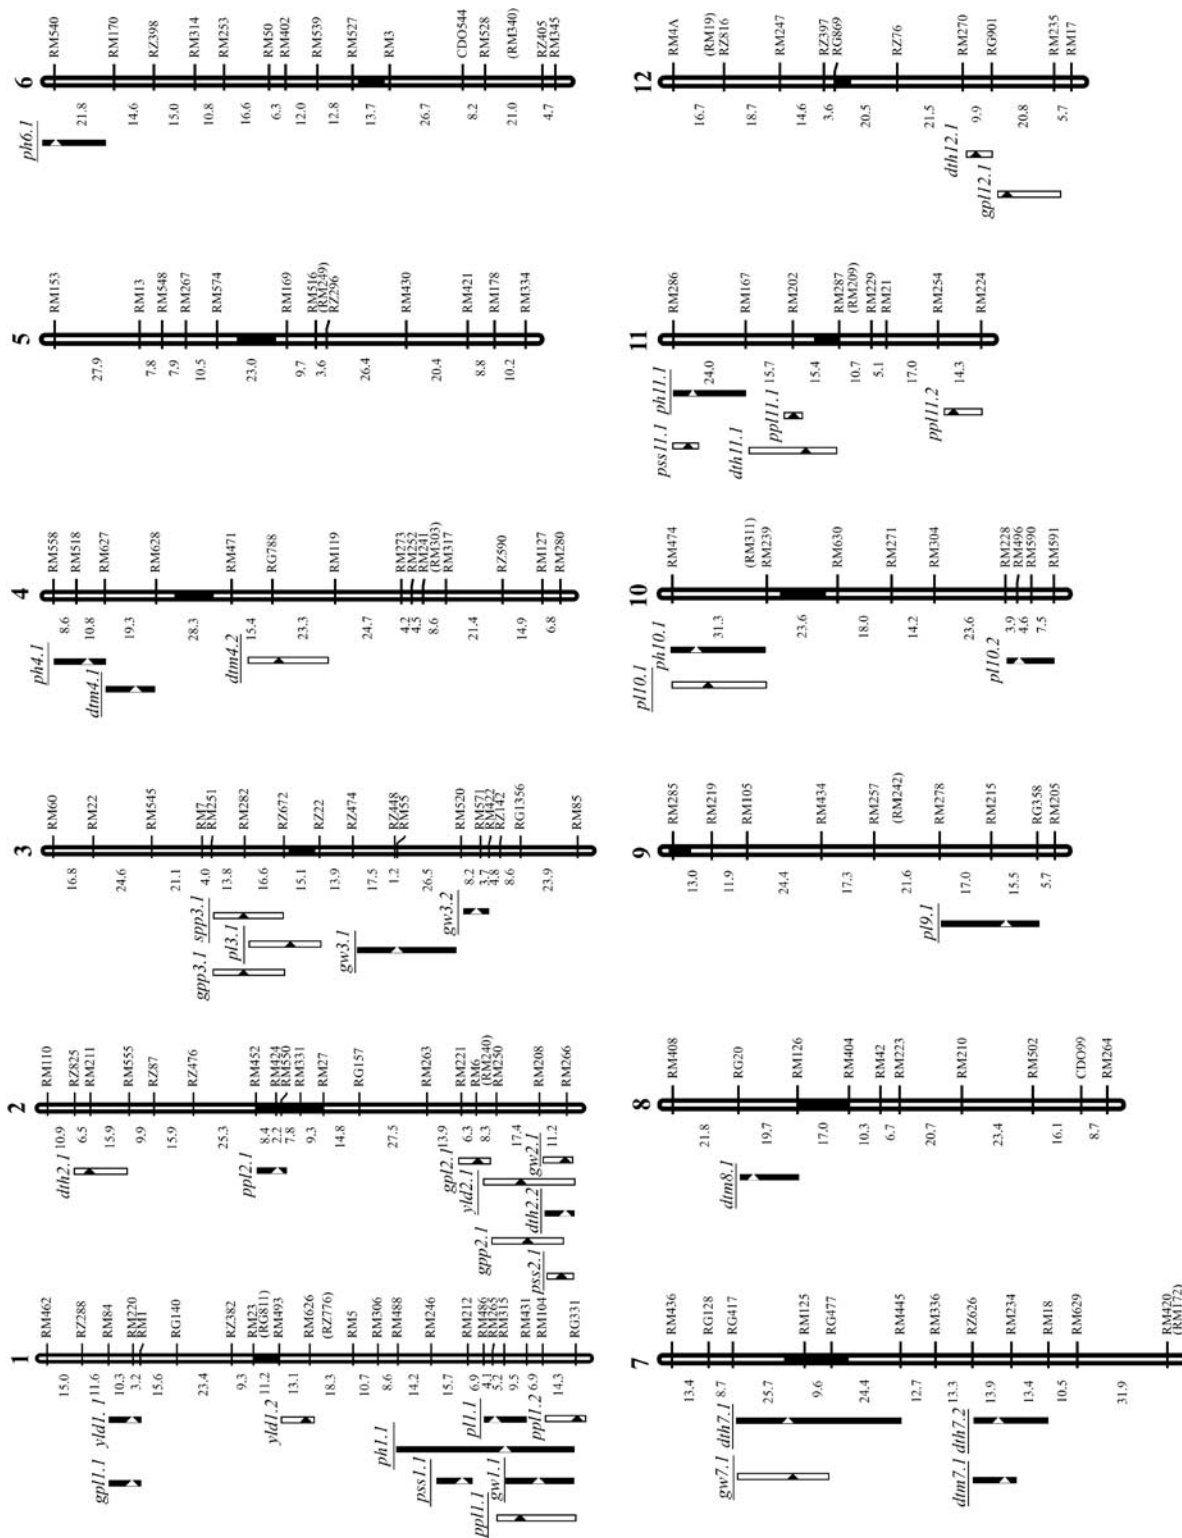 1
RM462
RZ288
RM84
RM220
RM1
RG140
RZ382
RM23
(RG811)
RM493
RM626
(RZ776)
RM5
RM306
RM488
RM246
RM212
RM486
RM265
RM315
RM431
RM104
RG331
15.0
11.6
10.3
3.2
15.6
23.4
9.3
11.2
13.1
18.3
10.7
8.6
14.2
15.7
6.9
4.1
5.2
9.5
6.9
14.3
yld1.1
gpl1.1
yld1.2
ph1.1
pss1.1
pl1.1
gw1.1
ppl1.1
ppl1.2
2
RM110
RZ825
RM211
RM555
RZ87
RZ476
RM452
RM424
RM550
RM331
RM27
RG157
RM263
RM221
RM6
(RM240)
RM250
RM208
RM266
10.9
6.5
15.9
9.9
15.9
25.3
8.4
2.2
7.8
9.3
14.8
27.5
13.9
6.3
8.3
17.4
11.2
dth2.1
ppl2.1
gpl2.1
yld2.1
gw2.1
dth2.2
gpp2.1
pss2.1
3
RM60
RM22
RM545
RM7
RM251
RM282
RZ672
RZ22
RZ474
RZ448
RM55
RM520
RM571
RM422
RZ142
RG1356
RM85
16.8
24.6
21.1
4.0
13.8
16.6
15.1
13.9
17.5
1.2
26.5
8.2
3.7
4.8
8.6
23.9
spp3.1
pl3.1
gpp3.1
gw3.1
gw3.2
4
RM558
RM518
RM627
RM628
RM471
RG788
RM119
RM273
RM252
RM241
(RM303)
RM317
RZ590
RM127
RM280
8.6
10.8
19.3
28.3
15.4
23.3
24.7
4.2
4.5
8.6
21.4
14.9
6.8
ph4.1
dtm4.1
dtm4.2
5
RM153
RM13
RM548
RM267
RM574
RM169
RM516
(RM249)
RZ296
RM430
RM421
RM178
RM334
27.9
7.8
7.9
10.5
23.0
9.7
3.6
26.4
20.4
8.8
10.2
6
RM540
RM170
RZ398
RM314
RM253
RM50
RM402
RM539
RM527
RM3
CDO544
RM528
(RM340)
RZ405
RM345
21.8
14.6
15.0
10.8
16.6
6.3
12.0
12.8
13.7
26.7
8.2
21.0
4.7
ph6.1
7
RM436
RG128
RG417
RM125
RG477
RM445
RM336
RZ626
RM234
RM18
RM629
RM420
(RM172)
13.4
8.7
25.7
9.6
24.4
12.7
13.3
13.9
13.4
10.5
31.9
dth7.1
gw7.1
dth7.2
dtm7.1
8
RM408
RG20
RM126
RM404
RM42
RM223
RM210
RM502
CDO99
RM264
21.8
19.7
17.0
10.3
6.7
20.7
23.4
16.1
8.7
dtm8.1
9
RM285
RM219
RM105
RM434
RM257
(RM242)
RM278
RM215
RG358
RM205
13.0
11.9
24.4
17.3
21.6
17.0
15.5
5.7
pl9.1
10
RM474
(RM311)
RM239
RM630
RM271
RM304
RM228
RM496
RM590
RM591
31.3
23.6
18.0
14.2
23.6
3.9
4.6
7.5
ph10.1
pl10.1
pl10.2
11
RM286
RM167
RM202
RM287
(RM209)
RM229
RM21
RM254
RM224
24.0
15.7
15.4
10.7
5.1
17.0
14.3
ph11.1
pss11.1
ppl11.1
dth11.1
ppl11.2
12
RM4/A
(RM19)
RZ816
RM247
RZ397
RG869
RZ76
RM270
RG901
RM235
RM17
16.7
18.7
14.6
3.6
20.5
21.5
9.9
20.8
5.7
dth12.1
gpl12.1